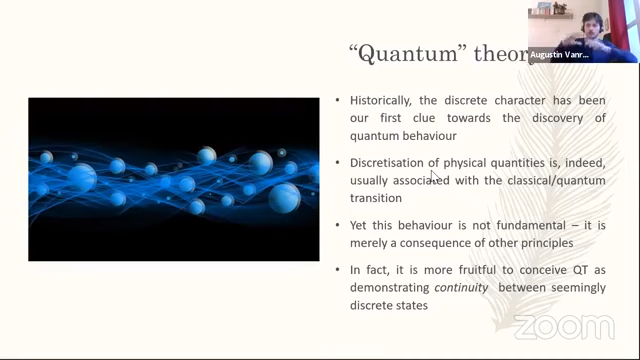 “Quantum” theory
Augustin Vanr...
• Historically, the discrete character has been
our first clue towards the discovery of
quantum behaviour
• Discretisation of physical quantities is, indeed,
usually associated with the classical/quantum
transition
• Yet this behaviour is not fundamental – it is
merely a consequence of other principles
• In fact, it is more fruitful to conceive QT as
demonstrating continuity between seemingly
discrete states
zoom